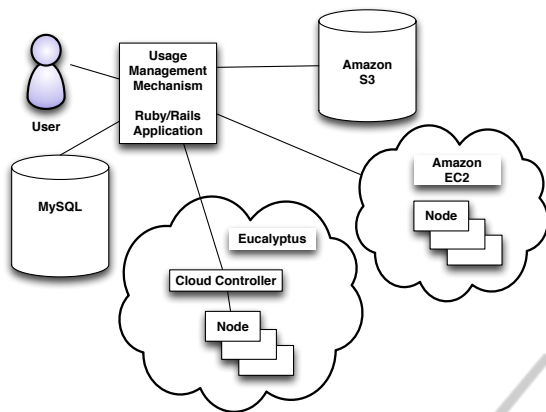 Usage
Management
Mechanism
Ruby/Rails
Application
User
Amazon
S3
MySQL
Amazon
EC2
Node
Eucalyptus
Cloud Controller
Node